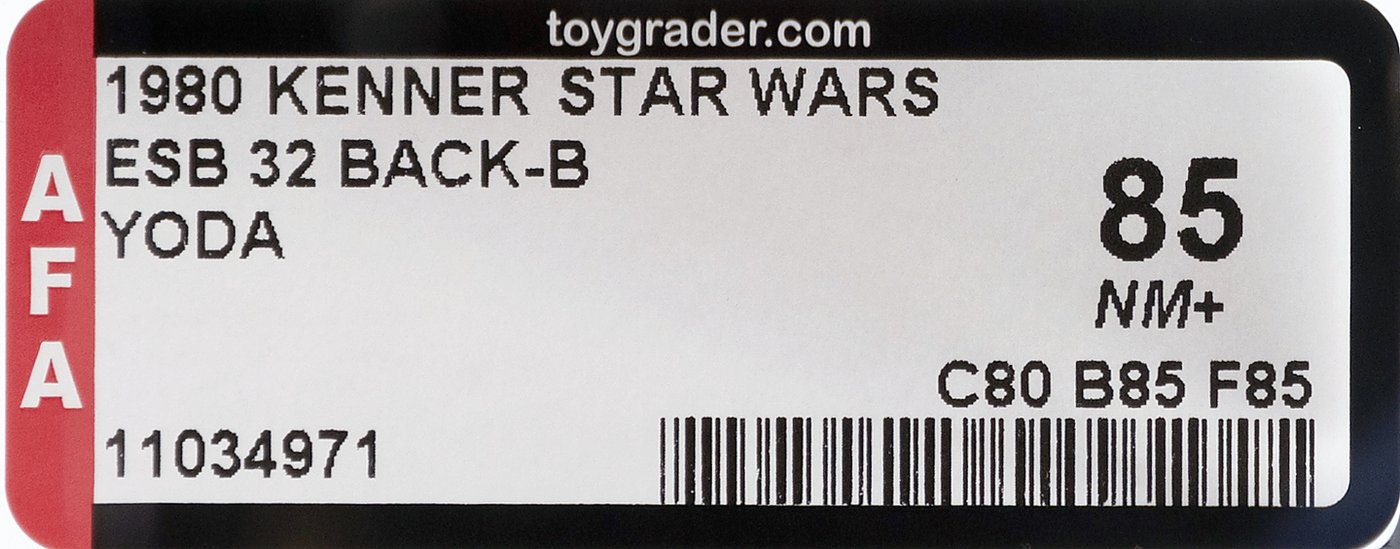 toygrader.com
AFA
1980 KENNER STAR WARS
ESB 32 BACK-B
YODA
85
NM+
C80 B85 F85
11034971